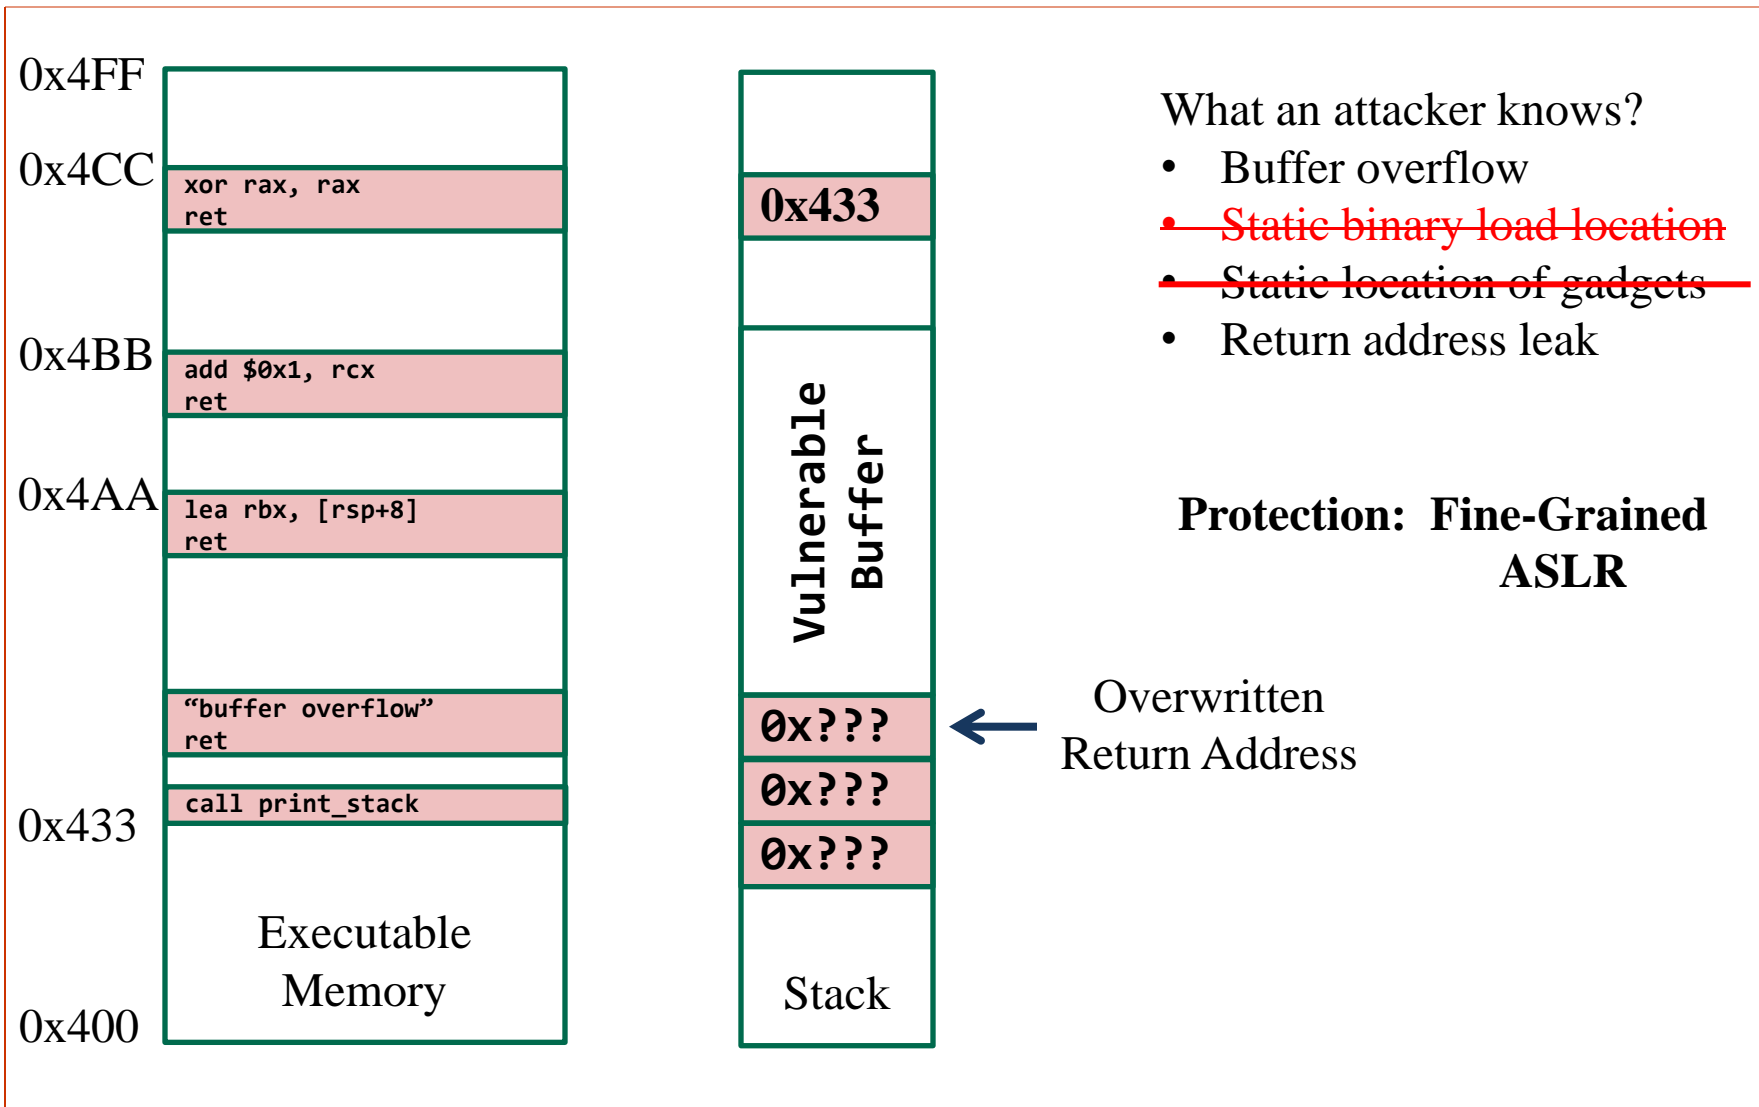 0x4FF
0x4CC
xor rax, rax
ret
0x4BB
add $0x1, rcx
ret
0x4AA
lea rbx, [rsp+8]
ret
“buffer overflow”
ret
call print_stack
0x433
Executable
Memory
0x400
0x433
Vulnerable
Buffer
0x???
0x???
0x???
Stack
What an attacker knows?
• Buffer overflow
• Static binary load location
• Static location of gadgets
• Return address leak
Protection: Fine-Grained
ASLR
Overwritten
Return Address